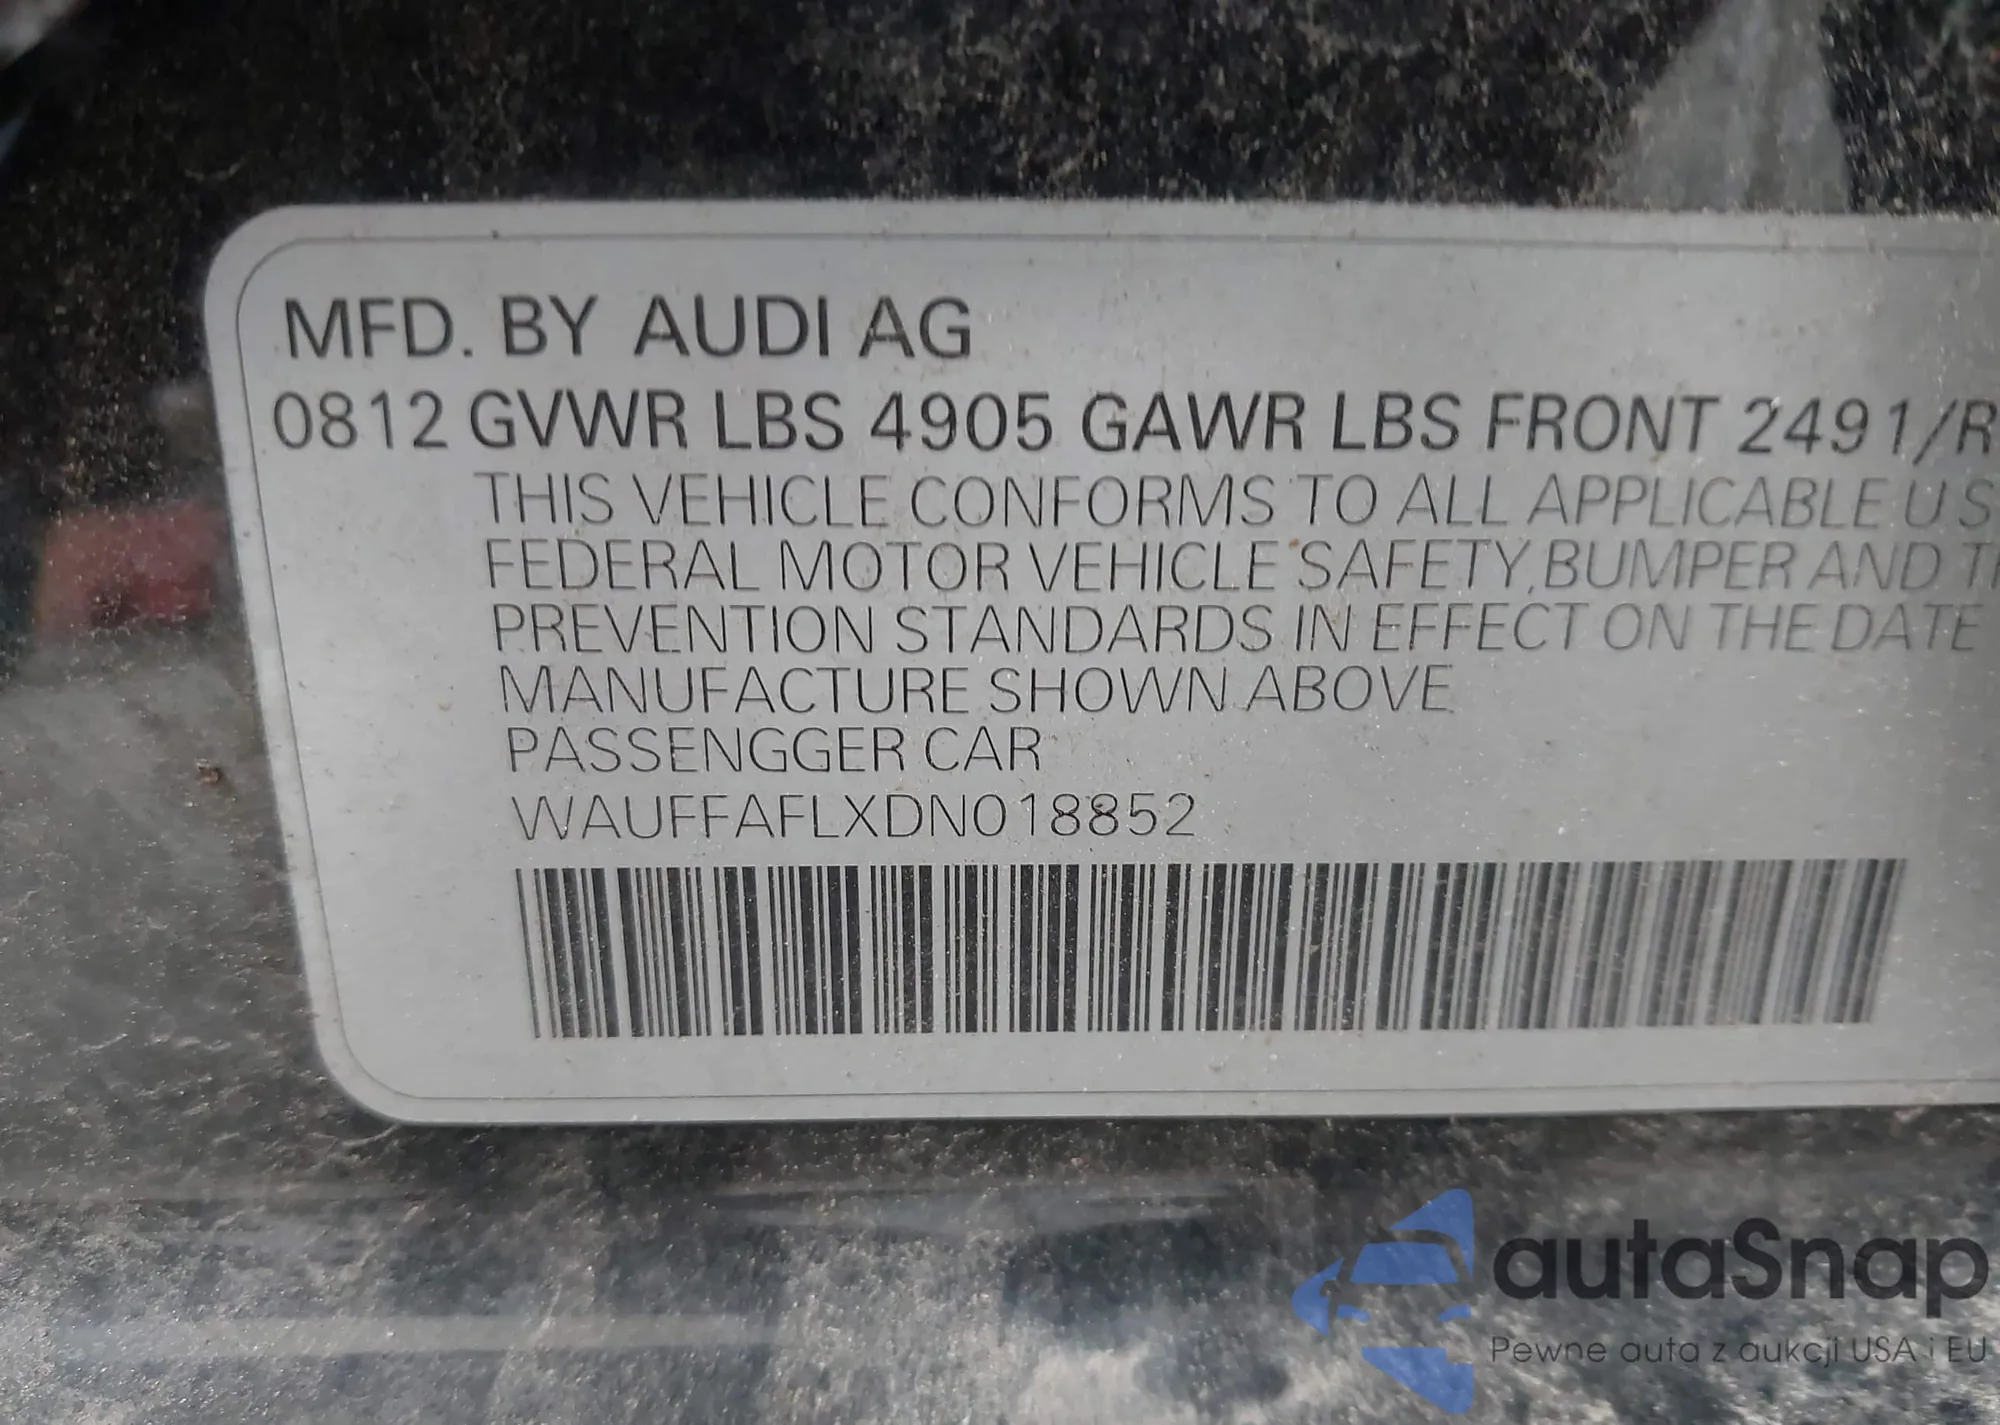 MFD. BY AUDI AG
0812 GVWR LBS 4905 GAWR LBS FRONT 2491/R
THIS VEHICLE CONFORMS TO ALL APPLICABLE U S
FEDERAL MOTOR VEHICLE SAFETY, BUMPER AND TH
PREVENTION STANDARDS IN EFFECT ON THE DATE
MANUFACTURE SHOWN ABOVE
PASSENGGER CAR
WAUFFAFLXDN018852
autaSnap
Pewne auta z aukcji USA i EU